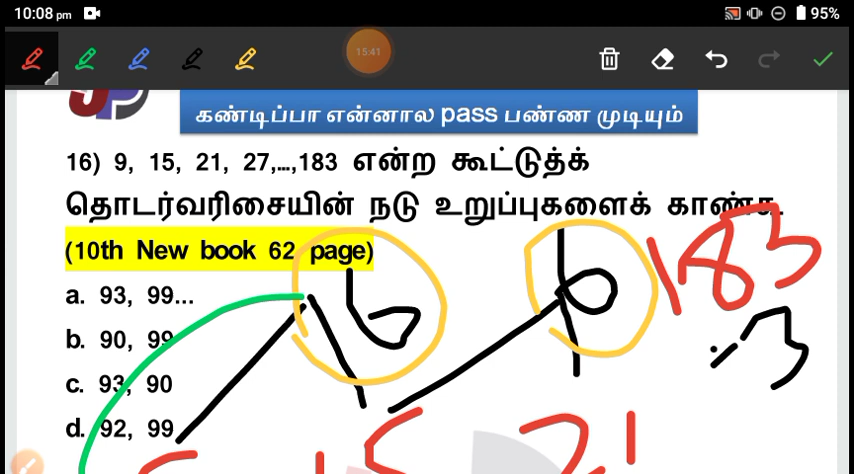 10:08 pm 95%
15:41
கண்டிப்பா என்னால pass பண்ண முடியும்
16) 9, 15, 21, 27,...,183 என்ற கூட்டுத்
தொடர்வரிசையின் நடு உறுப்புகளைக் காண்க.
(10th New book 62 page)
a. 93, 99...
b. 90, 99
c. 93, 90
d. 92, 99
6 6 183
÷3
15 21